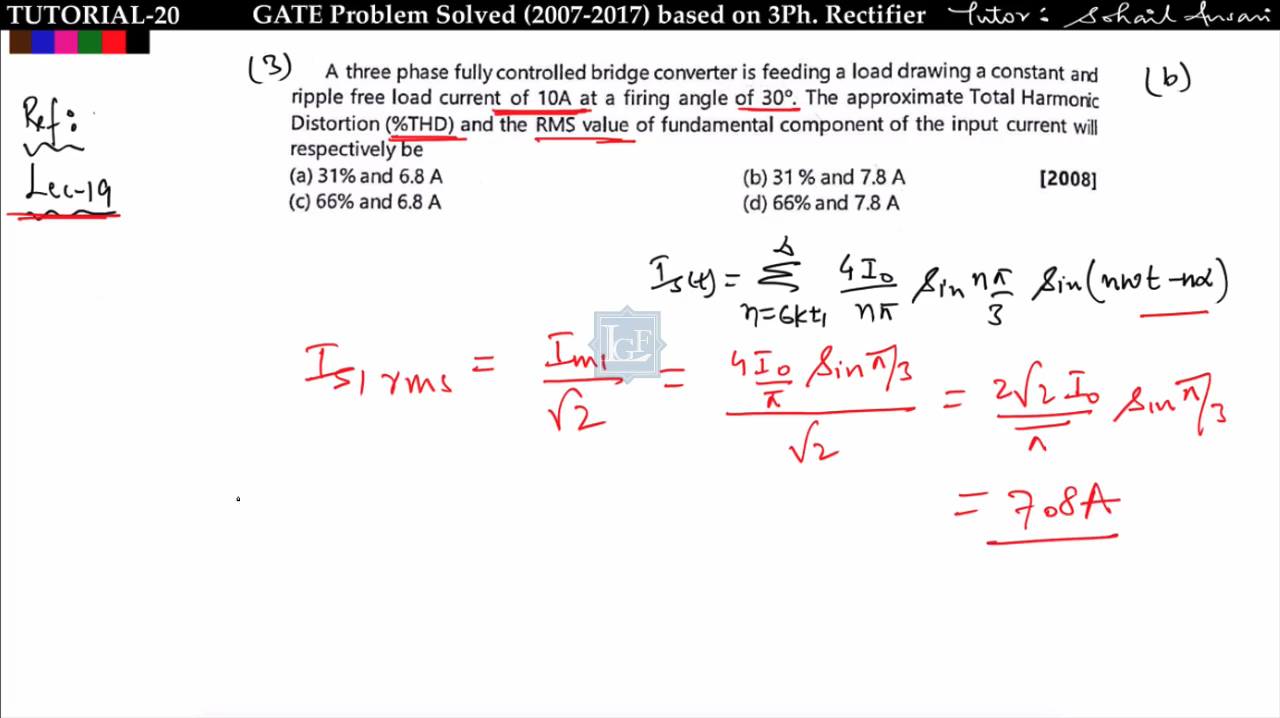 TUTORIAL-20 GATE Problem Solved (2007-2017) based on 3Ph. Rectifier Tutor: Sohail Ansari
(3) A three phase fully controlled bridge converter is feeding a load drawing a constant and (b)
ripple free load current of 10A at a firing angle of 30°. The approximate Total Harmonic
Distortion (%THD) and the RMS value of fundamental component of the input current will
respectively be
(a) 31% and 6.8 A (b) 31 % and 7.8 A [2008]
(c) 66% and 6.8 A (d) 66% and 7.8 A
Ref:
Lec-19
Is(t) = Σ n=6k±1 4I0/nπ Sin nπ/3 Sin(nωt-nα)
LGF
Is1 rms = Im1/√2 = 4I0/π Sin π/3 / √2 = 2√2 I0/π Sin π/3
= 7.8A